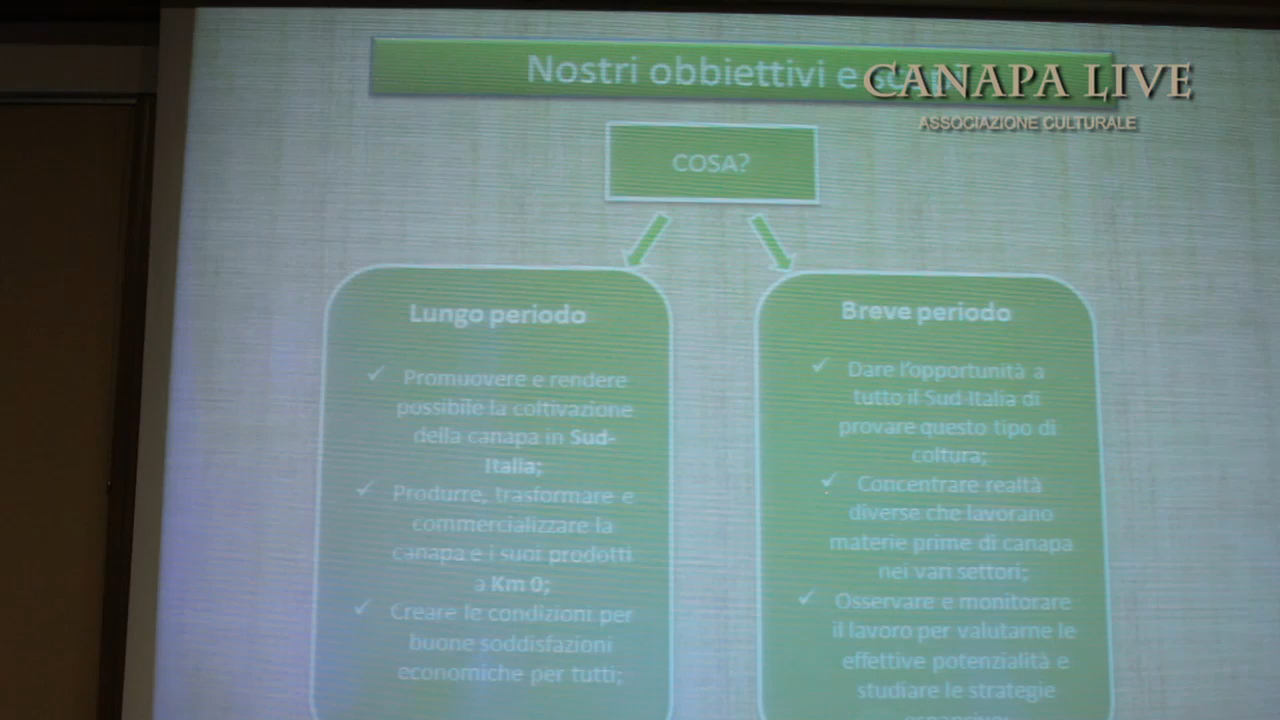 Nostri obbiettivi e
CANAPA LIVE
ASSOCIAZIONE CULTURALE
COSA?
Lungo periodo
✓ Promuovere e rendere
possibile la coltivazione
della canapa in Sud-
Italia;
✓ Produrre, trasformare e
commercializzare la
canapa e i suoi prodotti
a Km 0;
✓ Creare le condizioni per
buone soddisfazioni
economiche per tutti;
Breve periodo
✓ Dare l'opportunità a
tutto il Sud-Italia di
provare questo tipo di
coltura;
✓ Concentrare realtà
diverse che lavorano
materie prime di canapa
nei vari settori;
✓ Osservare e monitorare
il lavoro per valutarne le
effettive potenzialità e
studiare le strategie